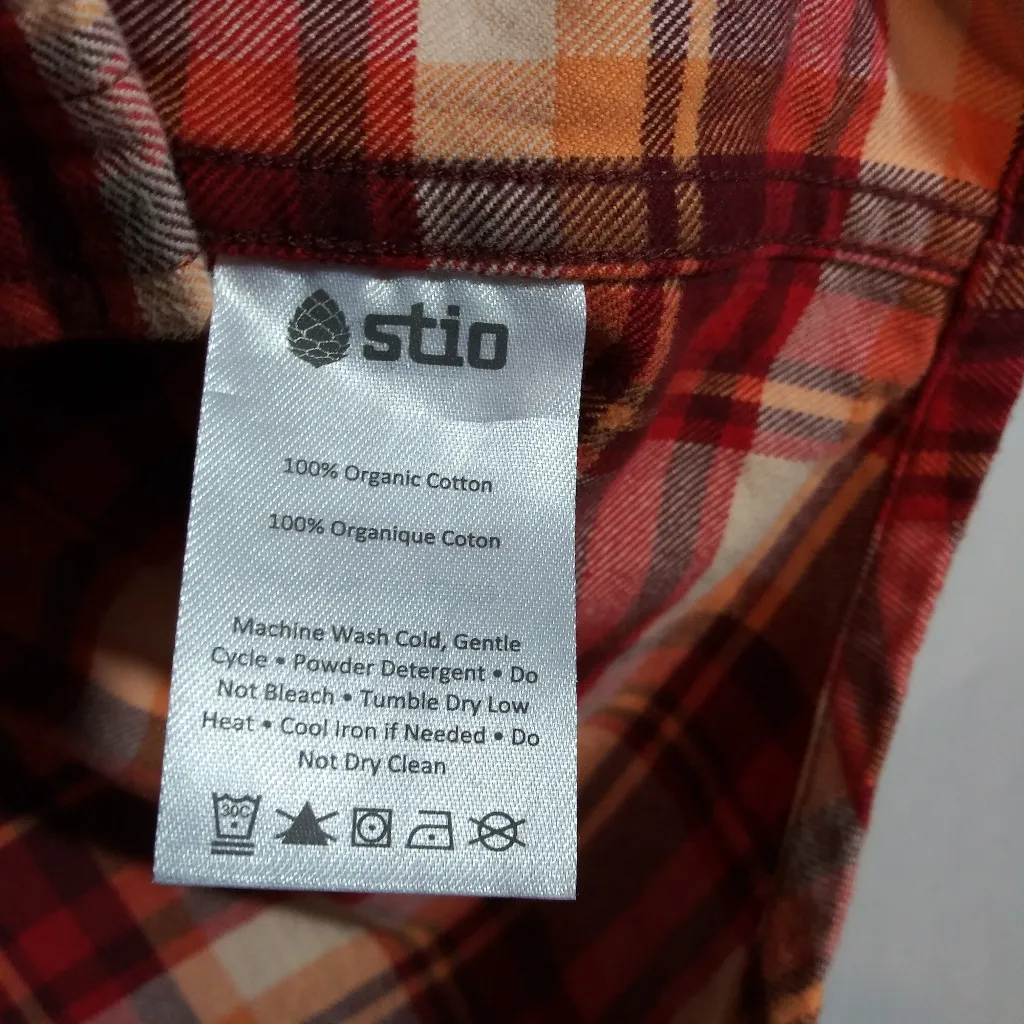 stio
100% Organic Cotton
100% Organique Coton
Machine Wash Cold, Gentle
Cycle • Powder Detergent • Do
Not Bleach • Tumble Dry Low
Heat • Cool Iron if Needed • Do
Not Dry Clean
30C